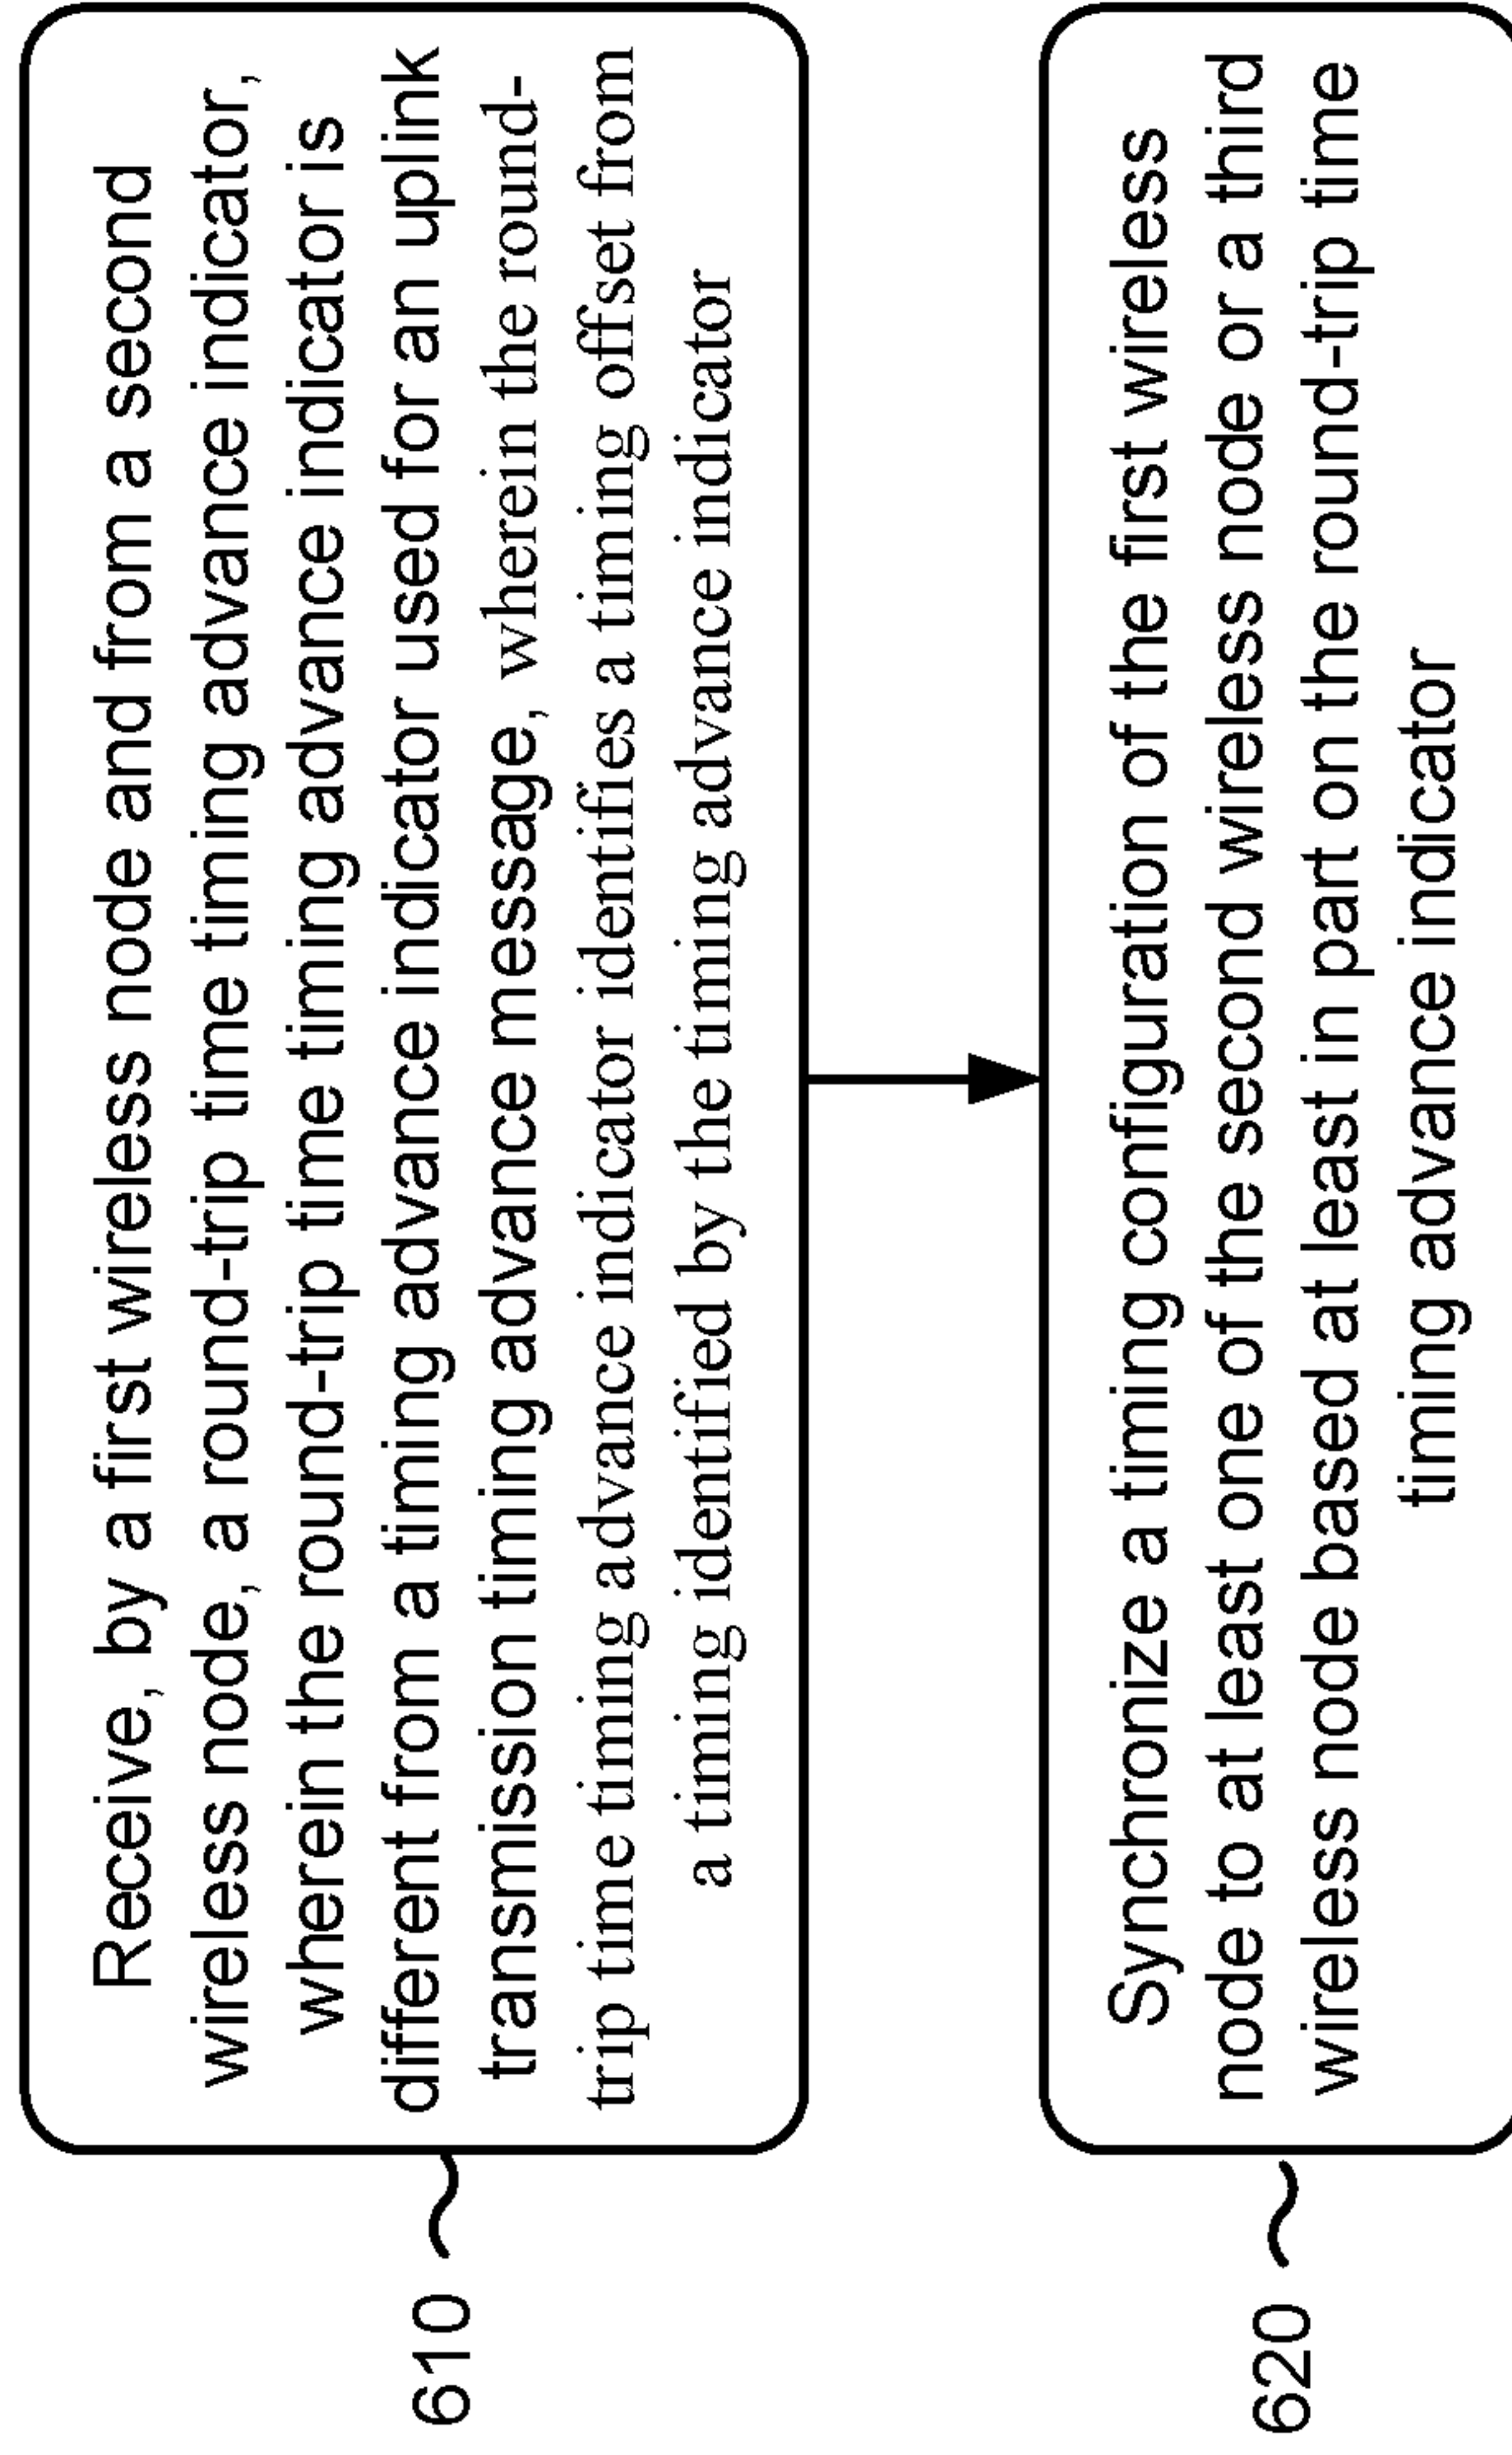 Receive, by a first wireless node and from a second
wireless node, a round-trip time timing advance indicator,
wherein the round-trip time timing advance indicator is
different from a timing advance indicator used for an uplink
transmission timing advance message, wherein the round-
trip time timing advance indicator identifies a timing offset from
a timing identified by the timing advance indicator
610
Synchronize a timing configuration of the first wireless
node to at least one of the second wireless node or a third
wireless node based at least in part on the round-trip time
timing advance indicator
620